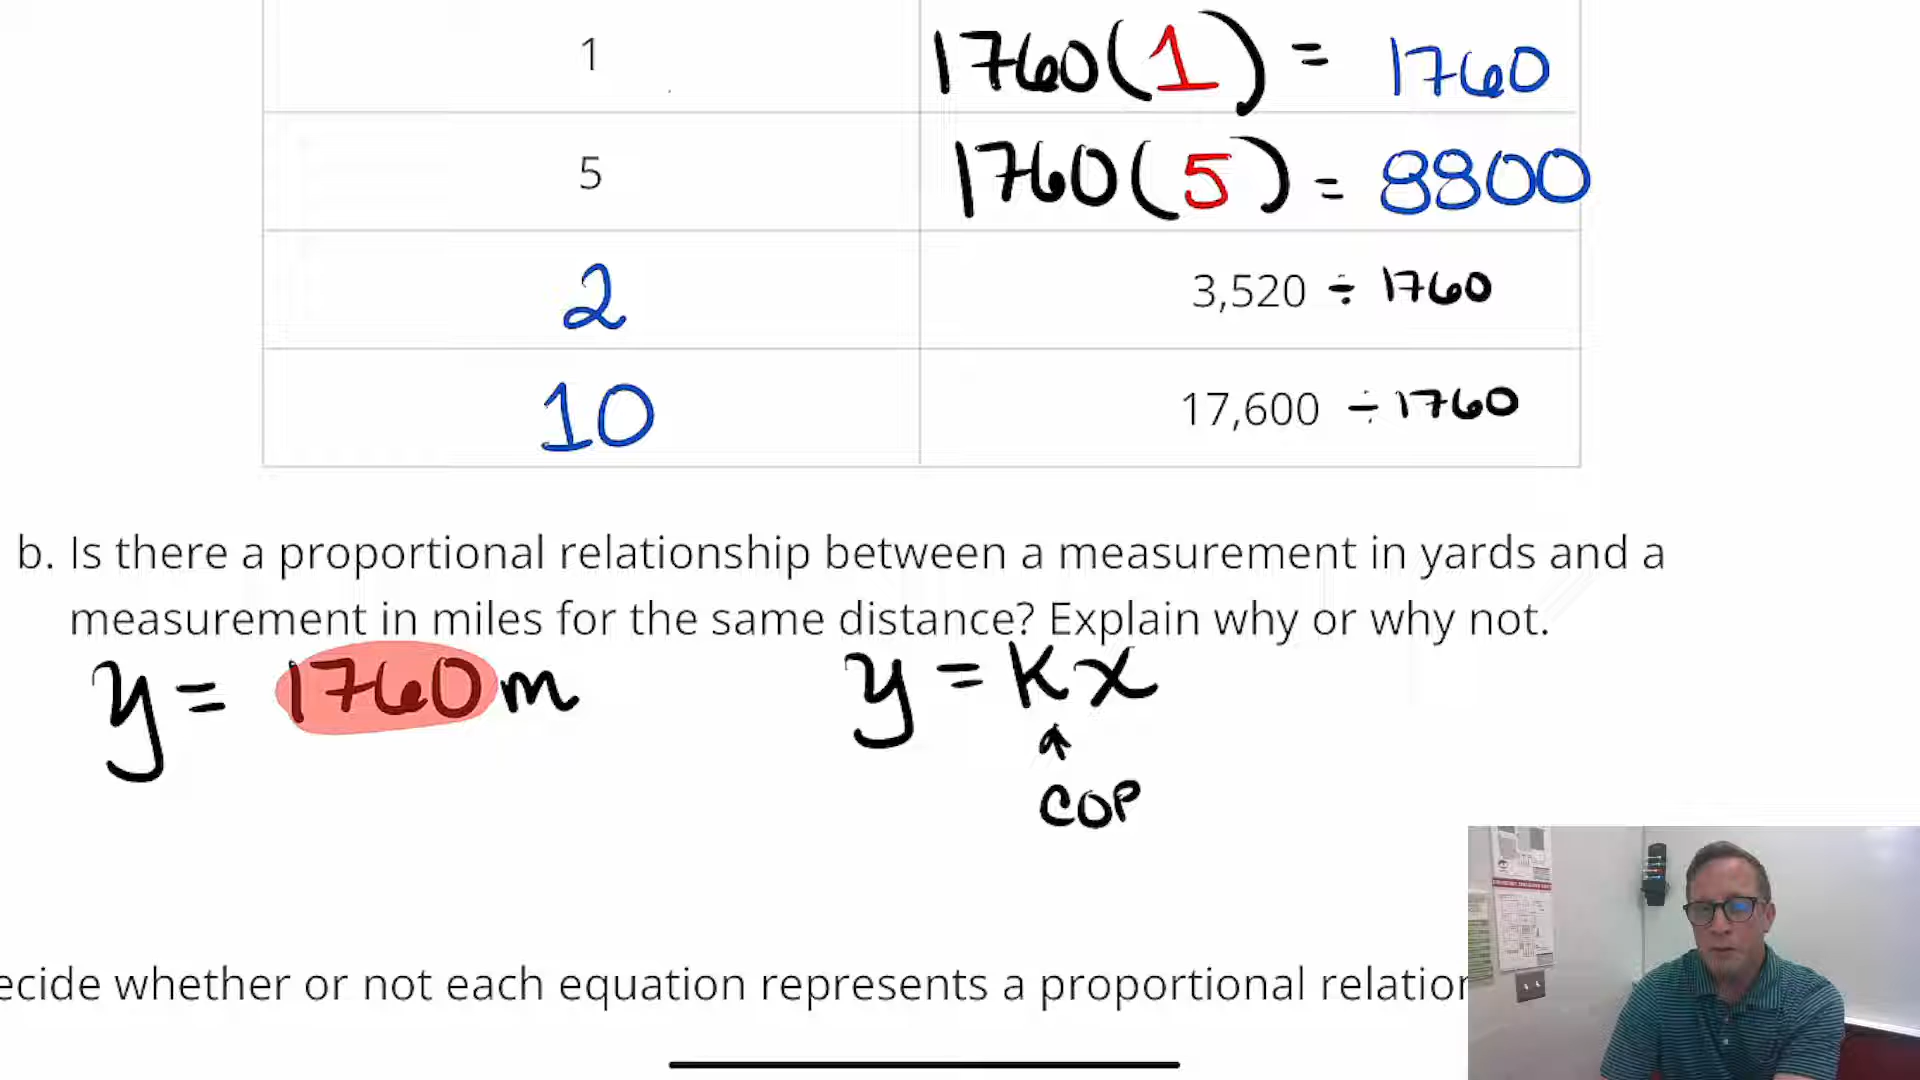 1 1760(1) = 1760
5 1760(5) = 8800
2 3,520 ÷ 1760
10 17,600 ÷ 1760
b. Is there a proportional relationship between a measurement in yards and a
measurement in miles for the same distance? Explain why or why not.
y = 1760m y = kx
COP
ecide whether or not each equation represents a proportional relation